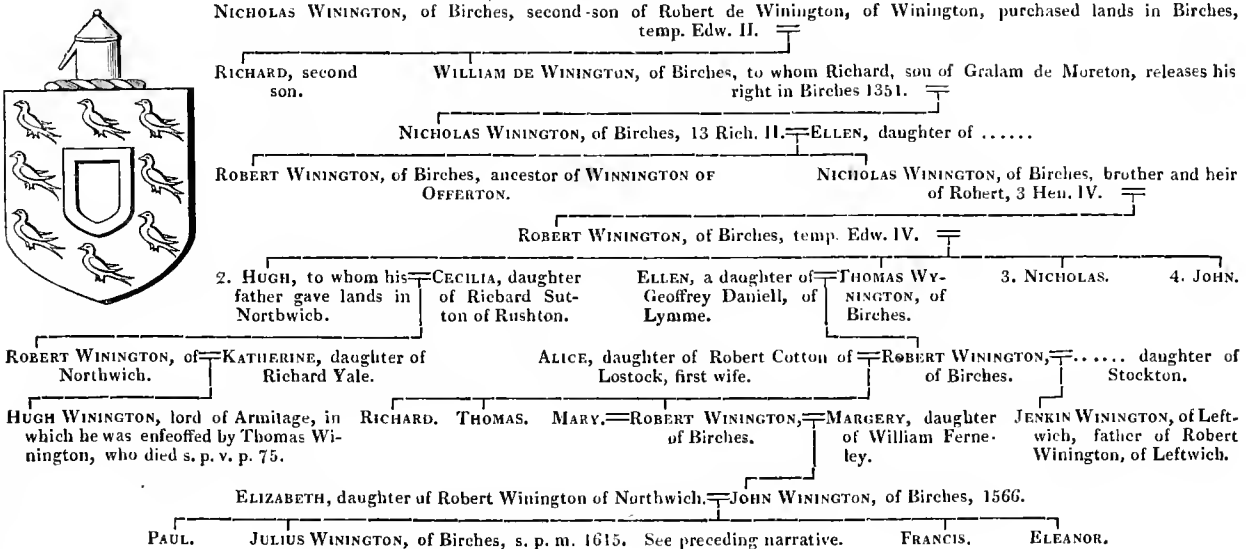 NICHOLAS WININGTON, of Birches, second son of Robert de Winington, of Winington, purchased lands in Birches,
temp. Edw. II.
RICHARD, second
son.
WILLIAM DE WININGTON, of Birches, to whom Richard, son of Gralam de Moreton, releases his
right in Birches 1351.
NICHOLAS WININGTON, of Birches, 13 Rich. II. ELLEN, daughter of ......
ROBERT WININGTON, of Birches, ancestor of WINNINGTON OF
OFFERTON.
NICHOLAS WININGTON, of Birches, brother and heir
of Robert, 3 Hen. IV.
ROBERT WININGTON, of Birches, temp. Edw. IV.
2. HUGH, to whom his
father gave lands in
Northwich.
CECILIA, daughter
of Richard Sut-
ton of Rushton.
ELLEN, a daughter of
Geoffrey Daniell, of
Lymme.
THOMAS WY-
NINGTON, of
Birches.
3. NICHOLAS.
4. JOHN.
ROBERT WININGTON, of
Northwich.
KATHERINE, daughter of
Richard Yale.
ALICE, daughter of Robert Cotton of
Lostock, first wife.
ROBERT WININGTON,
of Birches.
...... daughter of
Stockton.
HUGH WININGTON, lord of Armitage, in
which he was enfeoffed by Thomas Wi-
nington, who died s. p. v. p. 75.
RICHARD.
THOMAS.
MARY.
ROBERT WININGTON,
of Birches.
MARGERY, daughter
of William Ferne-
ley.
JENKIN WININGTON, of Left-
wich, father of Robert
Winington, of Leftwich.
ELIZABETH, daughter of Robert Winington of Northwich. JOHN WININGTON, of Birches, 1566.
PAUL.
JULIUS WININGTON, of Birches, s. p. m. 1615. See preceding narrative.
FRANCIS.
ELEANOR.